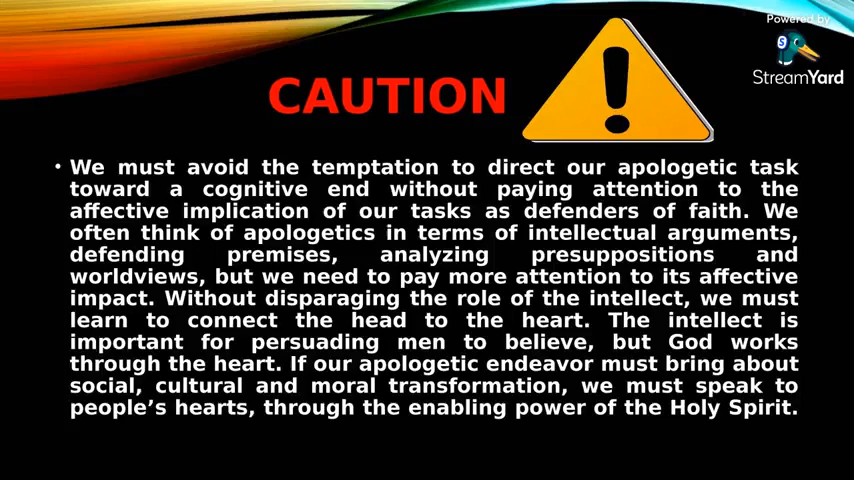 Powered by
S
StreamYard
CAUTION
!
• We must avoid the temptation to direct our apologetic task
toward a cognitive end without paying attention to the
affective implication of our tasks as defenders of faith. We
often think of apologetics in terms of intellectual arguments,
defending premises, analyzing presuppositions and
worldviews, but we need to pay more attention to its affective
impact. Without disparaging the role of the intellect, we must
learn to connect the head to the heart. The intellect is
important for persuading men to believe, but God works
through the heart. If our apologetic endeavor must bring about
social, cultural and moral transformation, we must speak to
people’s hearts, through the enabling power of the Holy Spirit.